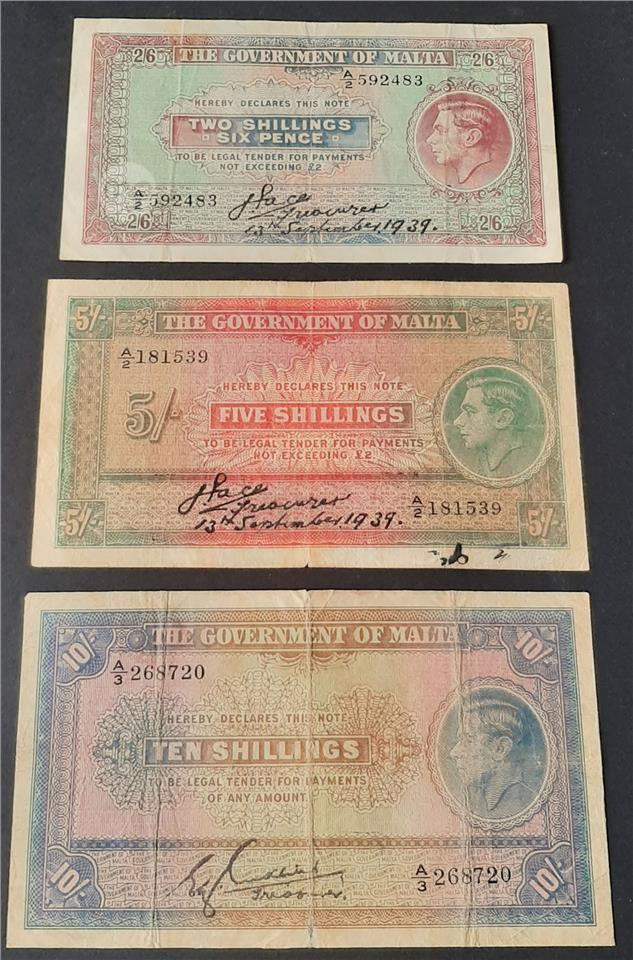 2/6 THE GOVERNMENT OF MALTA 2/6
A/2 592483
HEREBY DECLARES THIS NOTE
TWO SHILLINGS
SIX PENCE
TO BE LEGAL TENDER FOR PAYMENTS
NOT EXCEEDING £2
A/2 592483
J Pace
Treasurer
2/6 13th September, 1939. 2/6
5/- THE GOVERNMENT OF MALTA 5/-
A/2 181539
HEREBY DECLARES THIS NOTE
5/- FIVE SHILLINGS
TO BE LEGAL TENDER FOR PAYMENTS
NOT EXCEEDING £2
J Pace
Treasurer A/2 181539
5/- 13th September, 1939. 5/-
10/- THE GOVERNMENT OF MALTA 10/-
A/3 268720
HEREBY DECLARES THIS NOTE
TEN SHILLINGS
TO BE LEGAL TENDER FOR PAYMENTS
OF ANY AMOUNT
A/3 268720
10/- Treasurer. 10/-